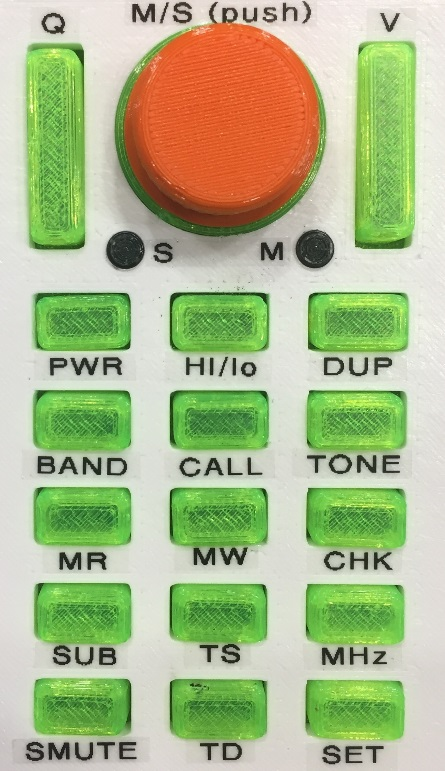 M/S (push)
Q V
S M
PWR HI/lo DUP
BAND CALL TONE
MR MW CHK
SUB TS MHz
SMUTE TD SET